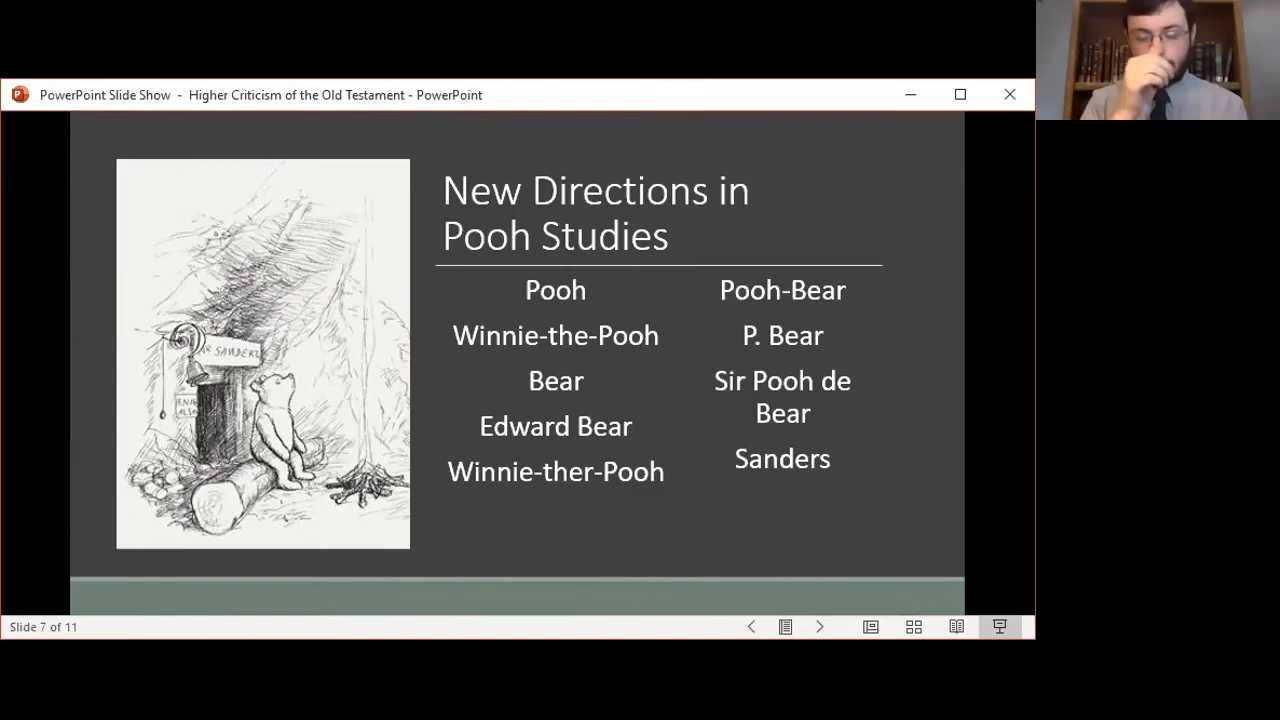 PowerPoint Slide Show - Higher Criticism of the Old Testament - PowerPoint
New Directions in
Pooh Studies
Pooh
Winnie-the-Pooh
Bear
Edward Bear
Winnie-ther-Pooh
Pooh-Bear
P. Bear
Sir Pooh de
Bear
Sanders
SANDERZ
Slide 7 of 11